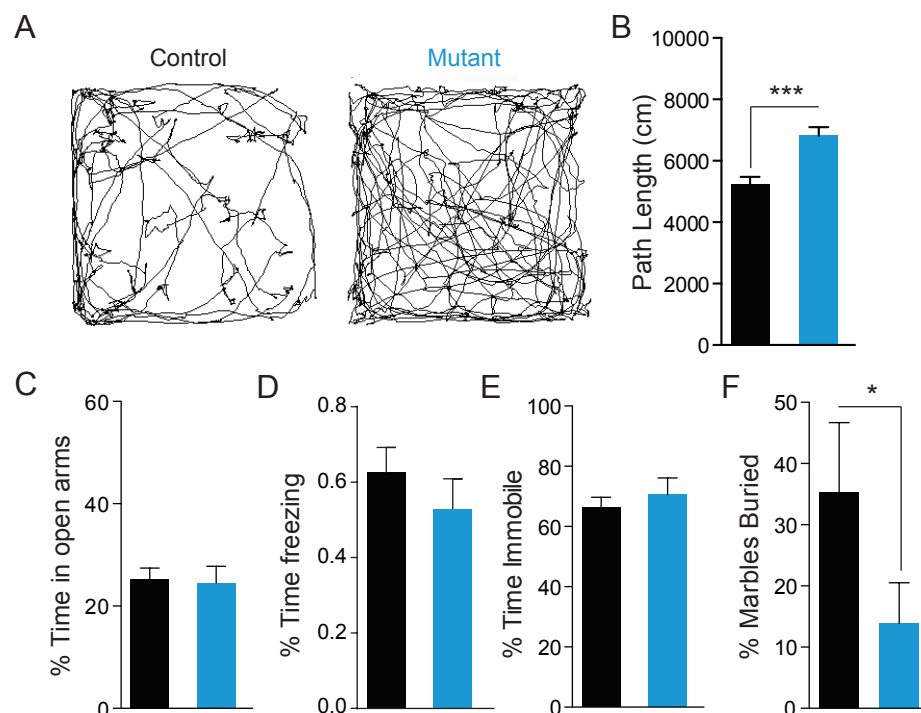 A
Control
Mutant
B
Path Length (cm)
10000
8000
6000
4000
2000
0
***
C
% Time in open arms
60
40
20
0
D
% Time freezing
0.8
0.6
0.4
0.2
0.0
E
% Time Immobile
100
80
60
40
20
0
F
% Marbles Buried
50
40
30
20
10
0
*